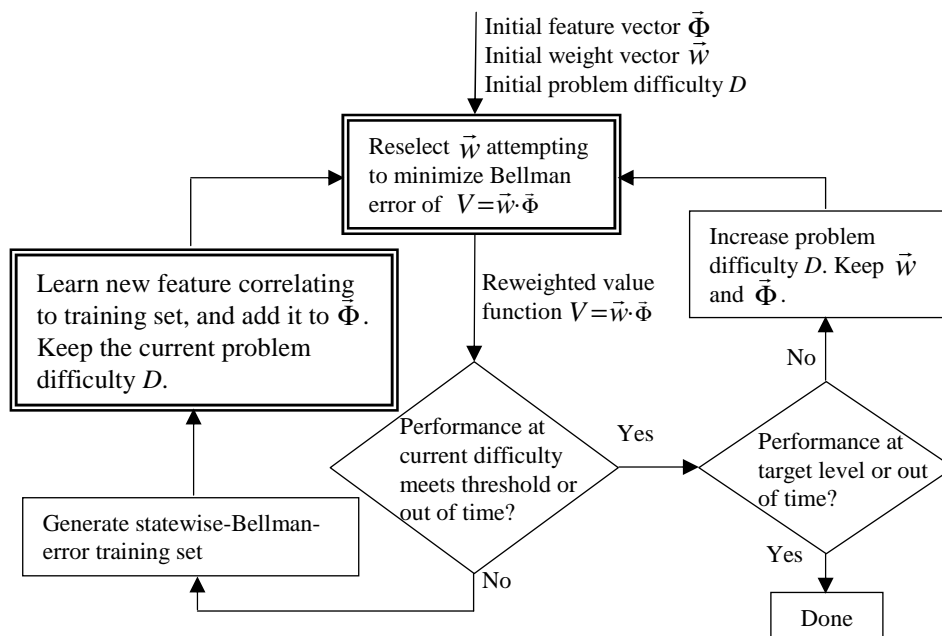 Initial feature vector Φ⃗
Initial weight vector w⃗
Initial problem difficulty D
Reselect w⃗ attempting
to minimize Bellman
error of V=w⃗·Φ⃗
Increase problem
difficulty D. Keep w⃗
and Φ⃗.
Learn new feature correlating
to training set, and add it to Φ⃗.
Keep the current problem
difficulty D.
Reweighted value
function V=w⃗·Φ⃗
No
Performance at
current difficulty
meets threshold or
out of time?
Yes
Performance at
target level or out
of time?
Generate statewise-Bellman-
error training set
No
Yes
Done